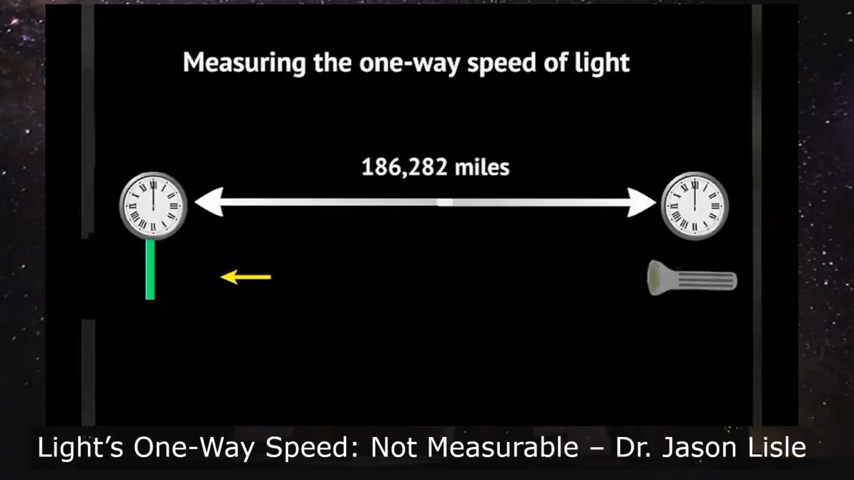 Measuring the one-way speed of light
186,282 miles
Light’s One-Way Speed: Not Measurable – Dr. Jason Lisle